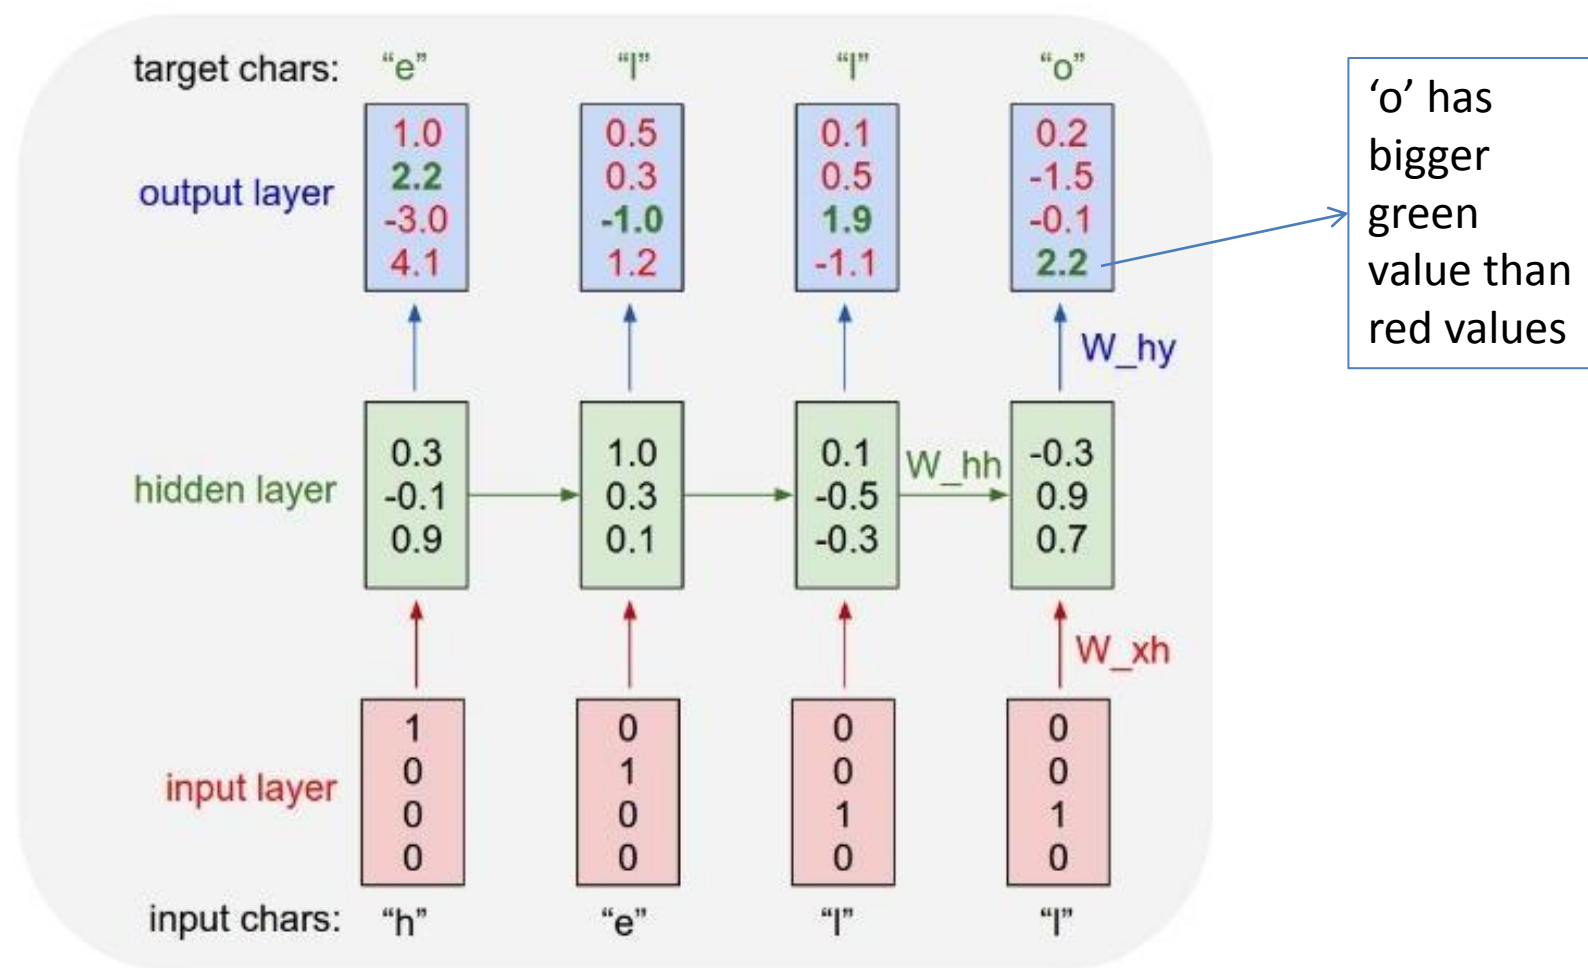 target chars: “e” “l” “l” “o”
output layer
1.0 0.5 0.1 0.2
2.2 0.3 0.5 -1.5
-3.0 -1.0 1.9 -0.1
4.1 1.2 -1.1 2.2
‘o’ has
bigger
green
value than
red values
W_hy
hidden layer
0.3 1.0 0.1 -0.3
-0.1 0.3 -0.5 0.9
0.9 0.1 -0.3 0.7
W_hh
W_xh
input layer
1 0 0 0
0 1 0 0
0 0 1 1
0 0 0 0
input chars: “h” “e” “l” “l”